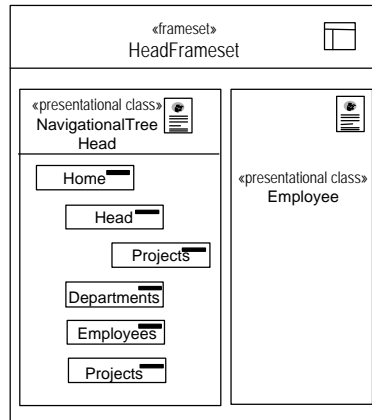 «frameset»
HeadFrameset
«presentational class»
NavigationalTree
Head
Home
Head
Projects
Departments
Employees
Projects
«presentational class»
Employee